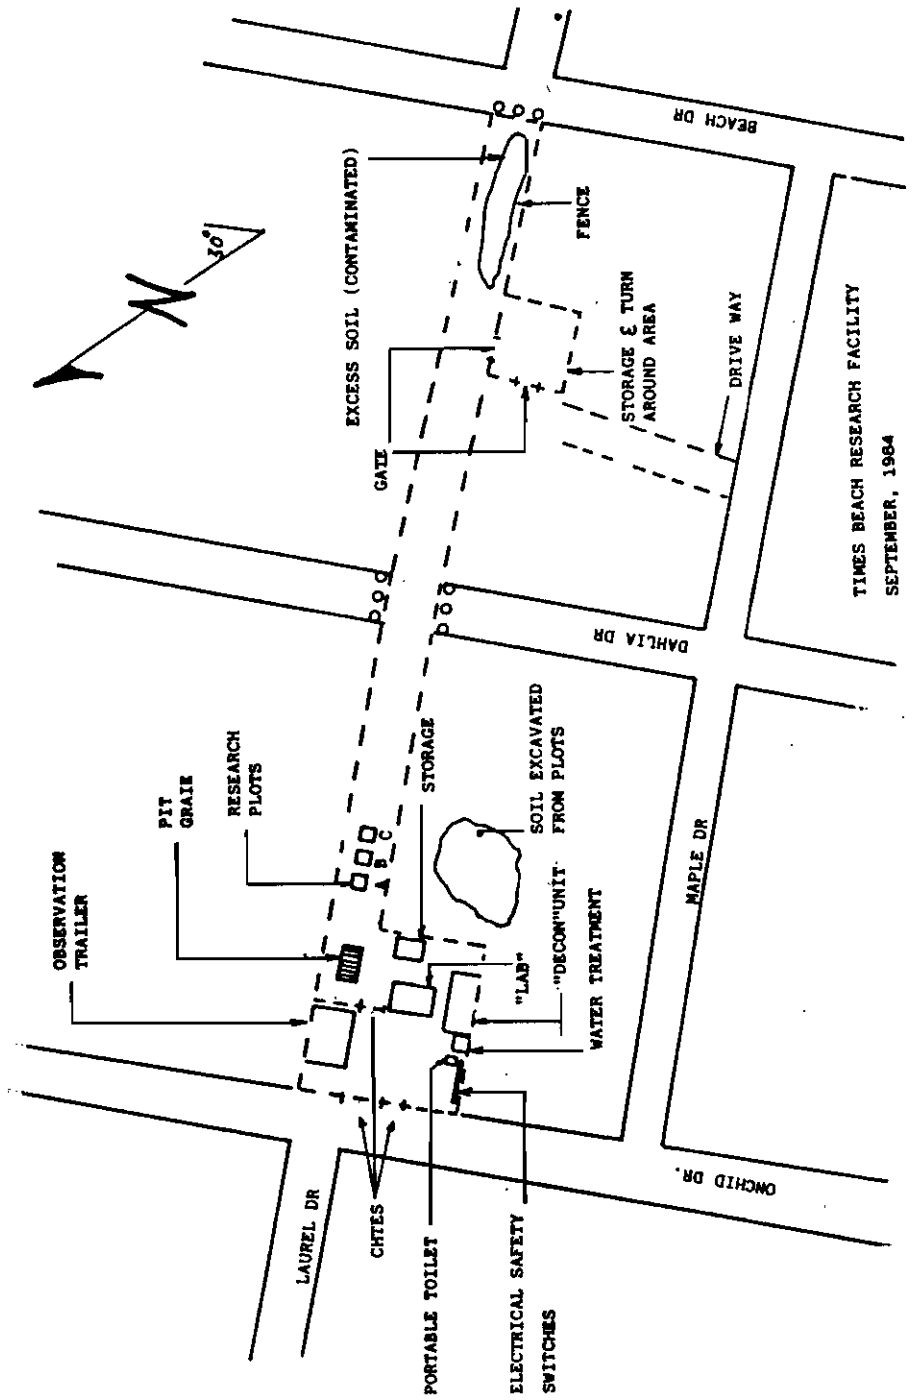 BEACH DR
EXCESS SOIL (CONTAMINATED)
FENCE
30°
N
STORAGE & TURN
AROUND AREA
GATE
DRIVE WAY
TIMES BEACH RESEARCH FACILITY
SEPTEMBER, 1984
DAHLIA DR
PIT
GRATE
RESEARCH
PLOTS
STORAGE
A
B
C
SOIL EXCAVATED
FROM PLOTS
OBSERVATION
TRAILER
"LAB"
"DECON"UNIT
WATER TREATMENT
MAPLE DR
LAUREL DR
CHTES
PORTABLE TOILET
ELECTRICAL SAFETY
SWITCHES
ONCHID DR.